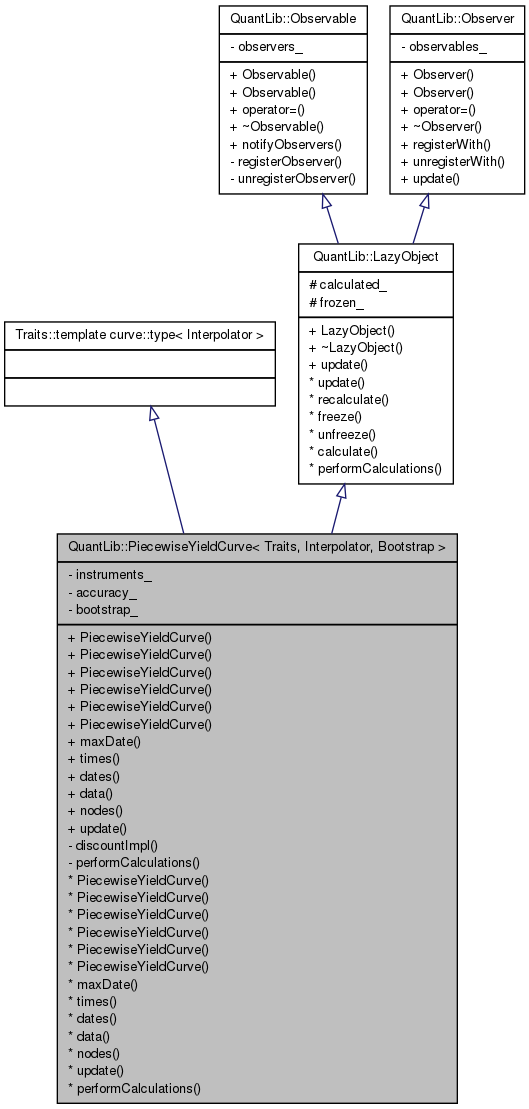 QuantLib::Observable
- observers_
+ Observable()
+ Observable()
+ operator=()
+ ~Observable()
+ notifyObservers()
- registerObserver()
- unregisterObserver()
QuantLib::Observer
- observables_
+ Observer()
+ Observer()
+ operator=()
+ ~Observer()
+ registerWith()
+ unregisterWith()
+ update()
QuantLib::LazyObject
# calculated_
# frozen_
+ LazyObject()
+ ~LazyObject()
+ update()
* update()
* recalculate()
* freeze()
* unfreeze()
* calculate()
* performCalculations()
Traits::template curve::type< Interpolator >
QuantLib::PiecewiseYieldCurve< Traits, Interpolator, Bootstrap >
- instruments_
- accuracy_
- bootstrap_
+ PiecewiseYieldCurve()
+ PiecewiseYieldCurve()
+ PiecewiseYieldCurve()
+ PiecewiseYieldCurve()
+ PiecewiseYieldCurve()
+ PiecewiseYieldCurve()
+ maxDate()
+ times()
+ dates()
+ data()
+ nodes()
+ update()
- discountImpl()
- performCalculations()
* PiecewiseYieldCurve()
* PiecewiseYieldCurve()
* PiecewiseYieldCurve()
* PiecewiseYieldCurve()
* PiecewiseYieldCurve()
* PiecewiseYieldCurve()
* maxDate()
* times()
* dates()
* data()
* nodes()
* update()
* performCalculations()